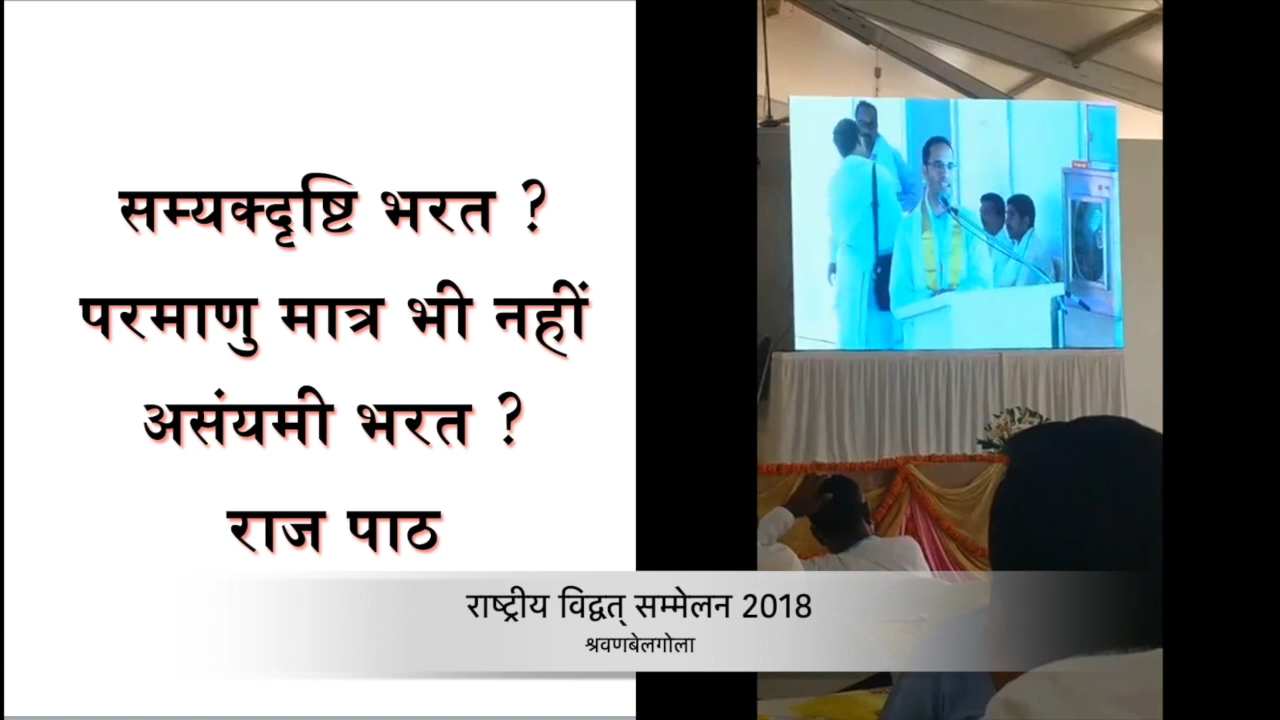 सम्यक्दृष्टि भरत ?
परमाणु मात्र भी नहीं
असंयमी भरत ?
राज पाठ
राष्ट्रीय विद्वत् सम्मेलन 2018
श्रवणबेलगोला